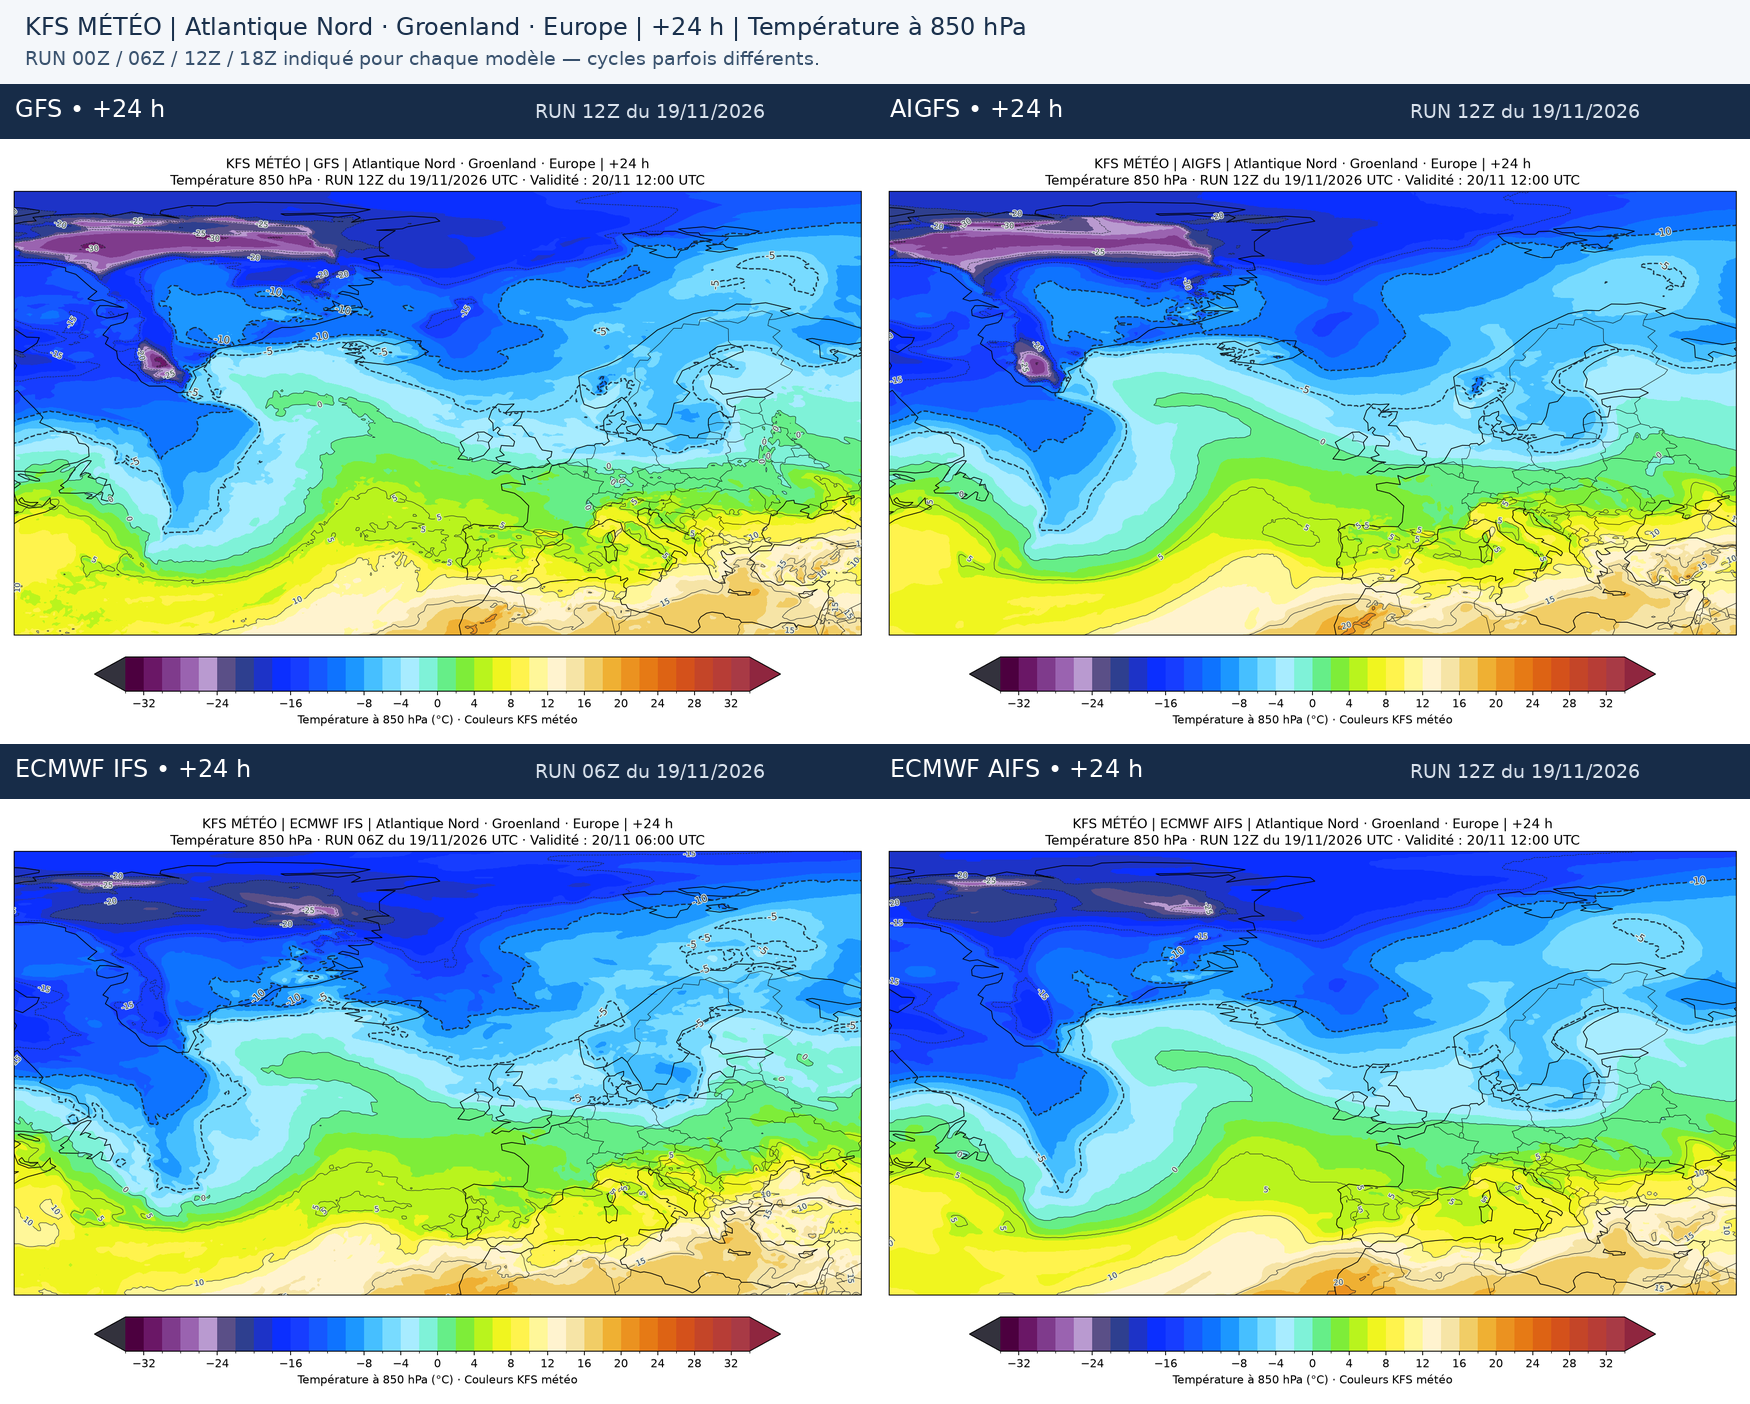 KFS MÉTÉO | Atlantique Nord · Groenland · Europe | +24 h | Température à 850 hPa
RUN 00Z / 06Z / 12Z / 18Z indiqué pour chaque modèle — cycles parfois différents.
GFS • +24 h
RUN 12Z du 19/11/2026
KFS MÉTÉO | GFS | Atlantique Nord · Groenland · Europe | +24 h
Température 850 hPa · RUN 12Z du 19/11/2026 UTC · Validité : 20/11 12:00 UTC
−32 −24 −16 −8 −4 0 4 8 12 16 20 24 28 32
Température à 850 hPa (°C) · Couleurs KFS météo
AIGFS • +24 h
RUN 12Z du 19/11/2026
KFS MÉTÉO | AIGFS | Atlantique Nord · Groenland · Europe | +24 h
Température 850 hPa · RUN 12Z du 19/11/2026 UTC · Validité : 20/11 12:00 UTC
−32 −24 −16 −8 −4 0 4 8 12 16 20 24 28 32
Température à 850 hPa (°C) · Couleurs KFS météo
ECMWF IFS • +24 h
RUN 06Z du 19/11/2026
KFS MÉTÉO | ECMWF IFS | Atlantique Nord · Groenland · Europe | +24 h
Température 850 hPa · RUN 06Z du 19/11/2026 UTC · Validité : 20/11 06:00 UTC
−32 −24 −16 −8 −4 0 4 8 12 16 20 24 28 32
Température à 850 hPa (°C) · Couleurs KFS météo
ECMWF AIFS • +24 h
RUN 12Z du 19/11/2026
KFS MÉTÉO | ECMWF AIFS | Atlantique Nord · Groenland · Europe | +24 h
Température 850 hPa · RUN 12Z du 19/11/2026 UTC · Validité : 20/11 12:00 UTC
−32 −24 −16 −8 −4 0 4 8 12 16 20 24 28 32
Température à 850 hPa (°C) · Couleurs KFS météo